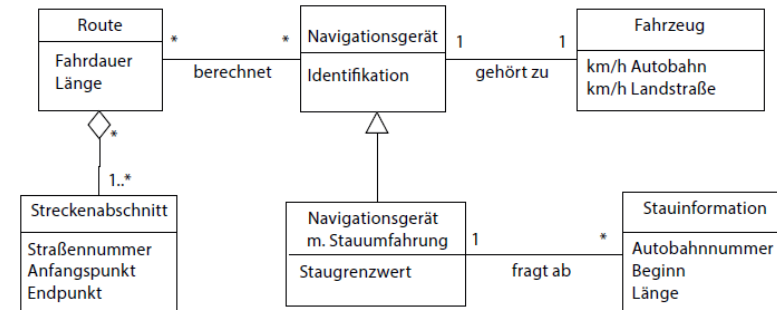 Route
Fahrdauer
Länge
*
berechnet
*
Navigationsgerät
Identifikation
1
gehört zu
1
Fahrzeug
km/h Autobahn
km/h Landstraße
*
1..*
Streckenabschnitt
Straßennummer
Anfangspunkt
Endpunkt
Navigationsgerät
m. Stauumfahrung
Staugrenzwert
1
fragt ab
*
Stauinformation
Autobahnnummer
Beginn
Länge